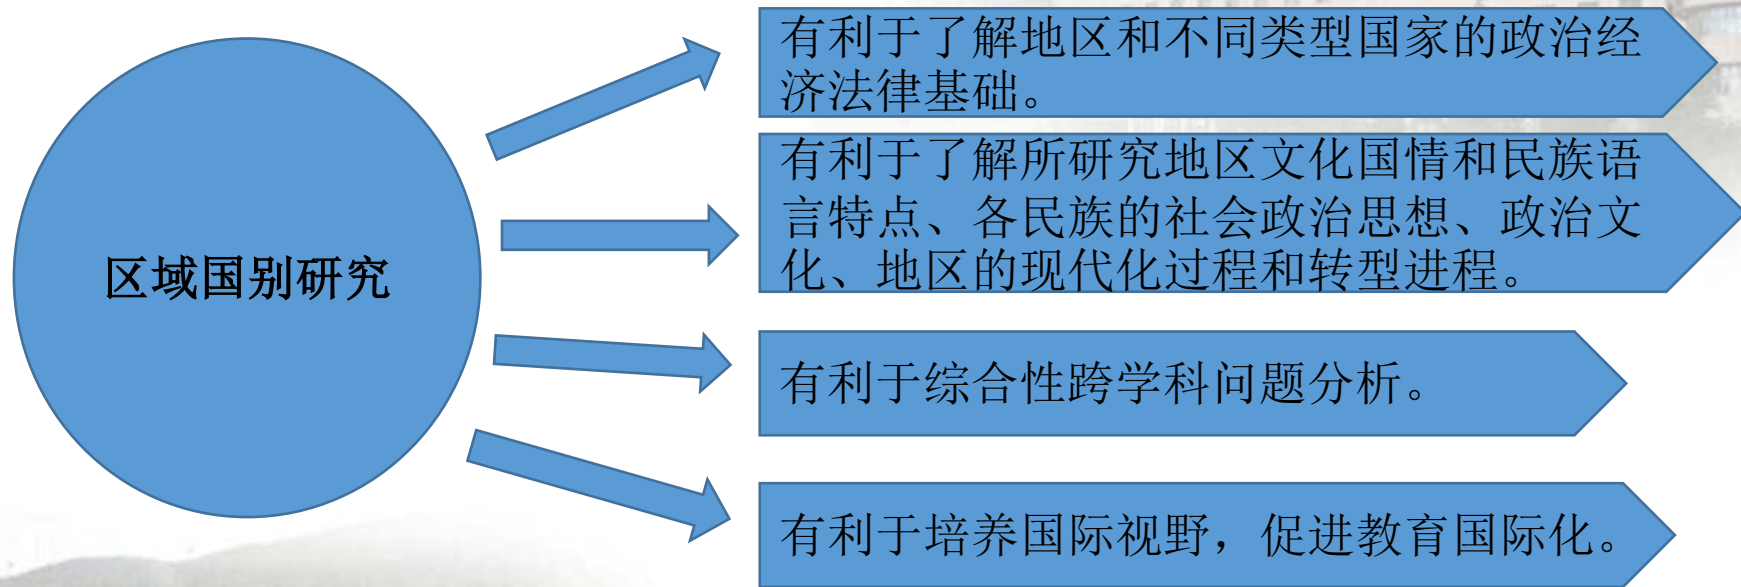 区域国别研究
有利于了解地区和不同类型国家的政治经
济法律基础。
有利于了解所研究地区文化国情和民族语
言特点、各民族的社会政治思想、政治文
化、地区的现代化过程和转型进程。
有利于综合性跨学科问题分析。
有利于培养国际视野，促进教育国际化。